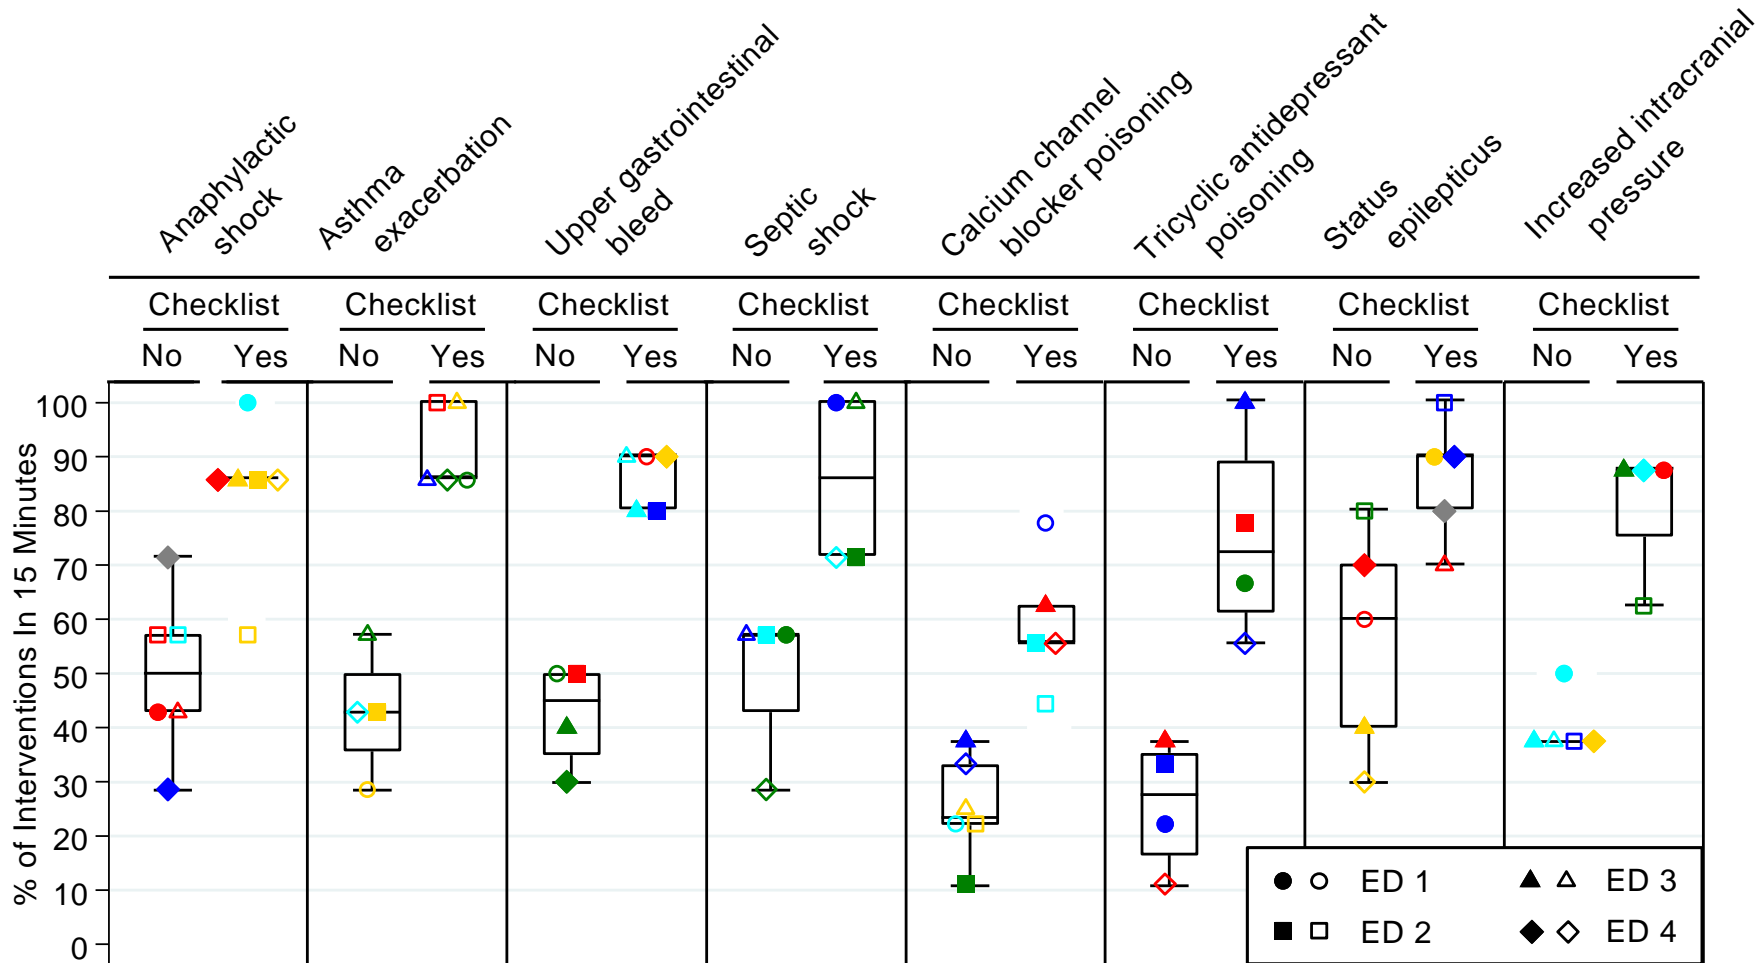 Anaphylactic
shock
Asthma
exacerbation
Upper gastrointestinal
bleed
Septic
shock
Calcium channel
blocker poisoning
Tricyclic antidepressant
poisoning
Status
epilepticus
Increased intracranial
pressure
Checklist Checklist Checklist Checklist Checklist Checklist Checklist Checklist
No Yes No Yes No Yes No Yes No Yes No Yes No Yes No Yes
% of Interventions In 15 Minutes
100
90
80
70
60
50
40
30
20
10
0
ED 1 ED 3
ED 2 ED 4